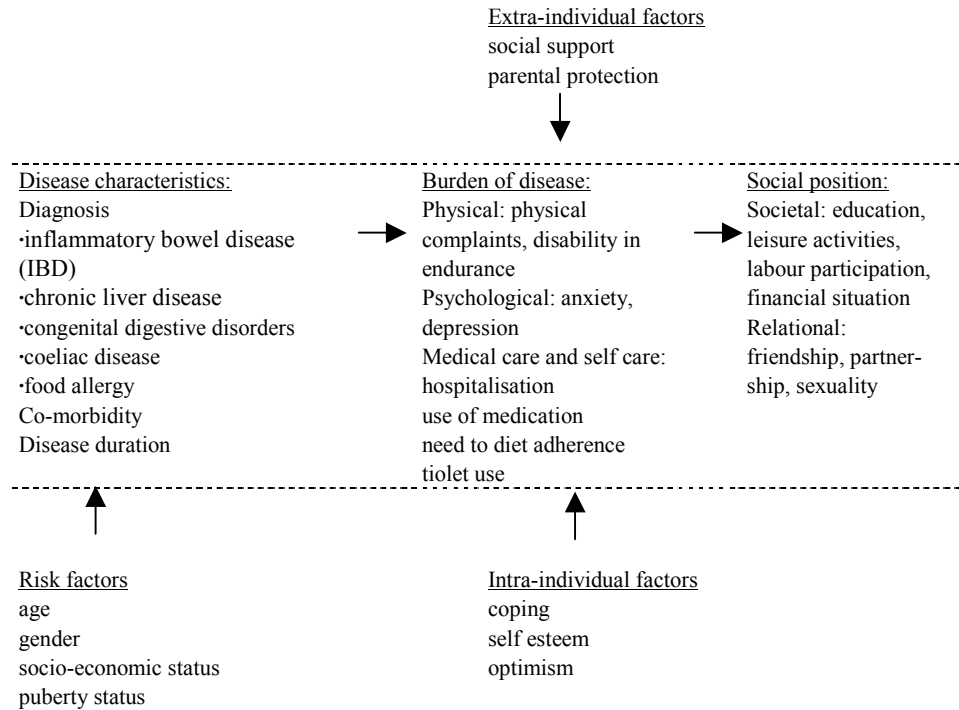 Extra-individual factors
social support
parental protection
Disease characteristics:
Diagnosis
·inflammatory bowel disease
(IBD)
·chronic liver disease
·congenital digestive disorders
·coeliac disease
·food allergy
Co-morbidity
Disease duration
Burden of disease:
Physical: physical
complaints, disability in
endurance
Psychological: anxiety,
depression
Medical care and self care:
hospitalisation
use of medication
need to diet adherence
tiolet use
Social position:
Societal: education,
leisure activities,
labour participation,
financial situation
Relational:
friendship, partner-
ship, sexuality
Risk factors
age
gender
socio-economic status
puberty status
Intra-individual factors
coping
self esteem
optimism